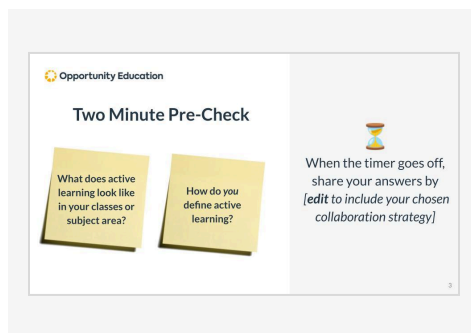 Opportunity Education
Two Minute Pre-Check
What does active
learning look like
in your classes or
subject area?
How do you
define active
learning?
When the timer goes off,
share your answers by
[edit to include your chosen
collaboration strategy]
3